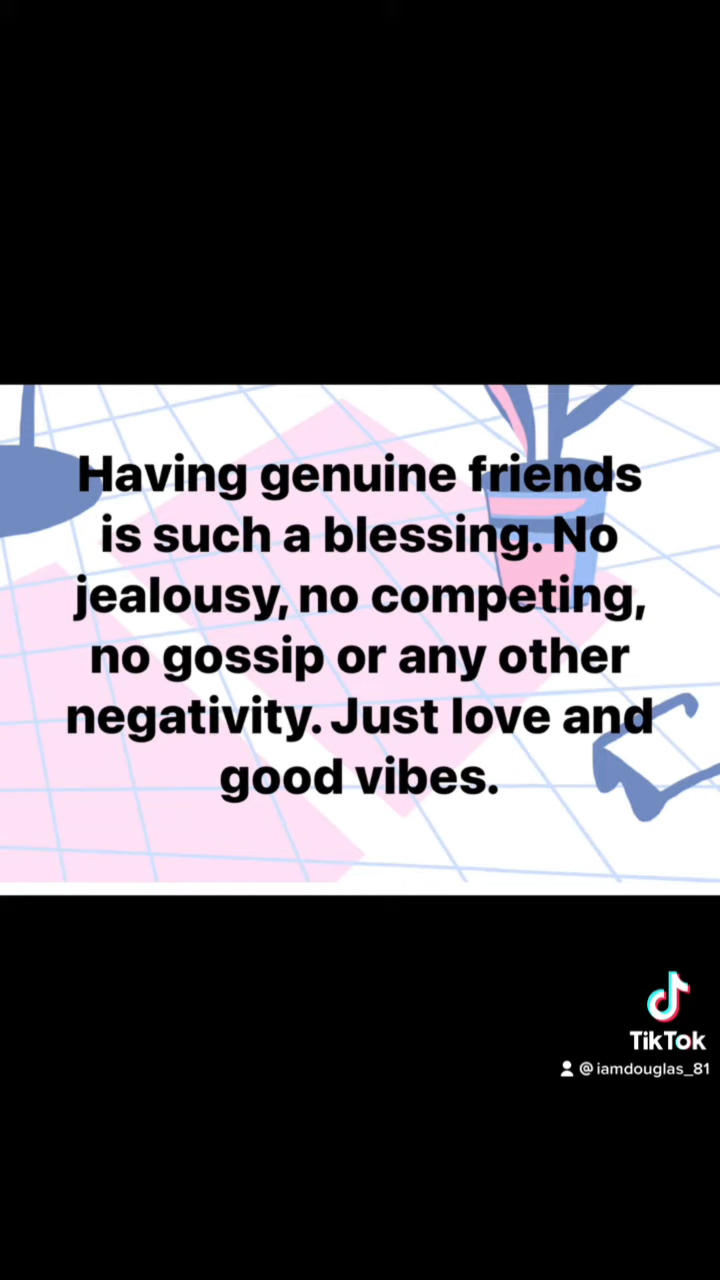 Having genuine friends
is such a blessing. No
jealousy, no competing,
no gossip or any other
negativity. Just love and
good vibes.
TikTok
@iamdouglas_81